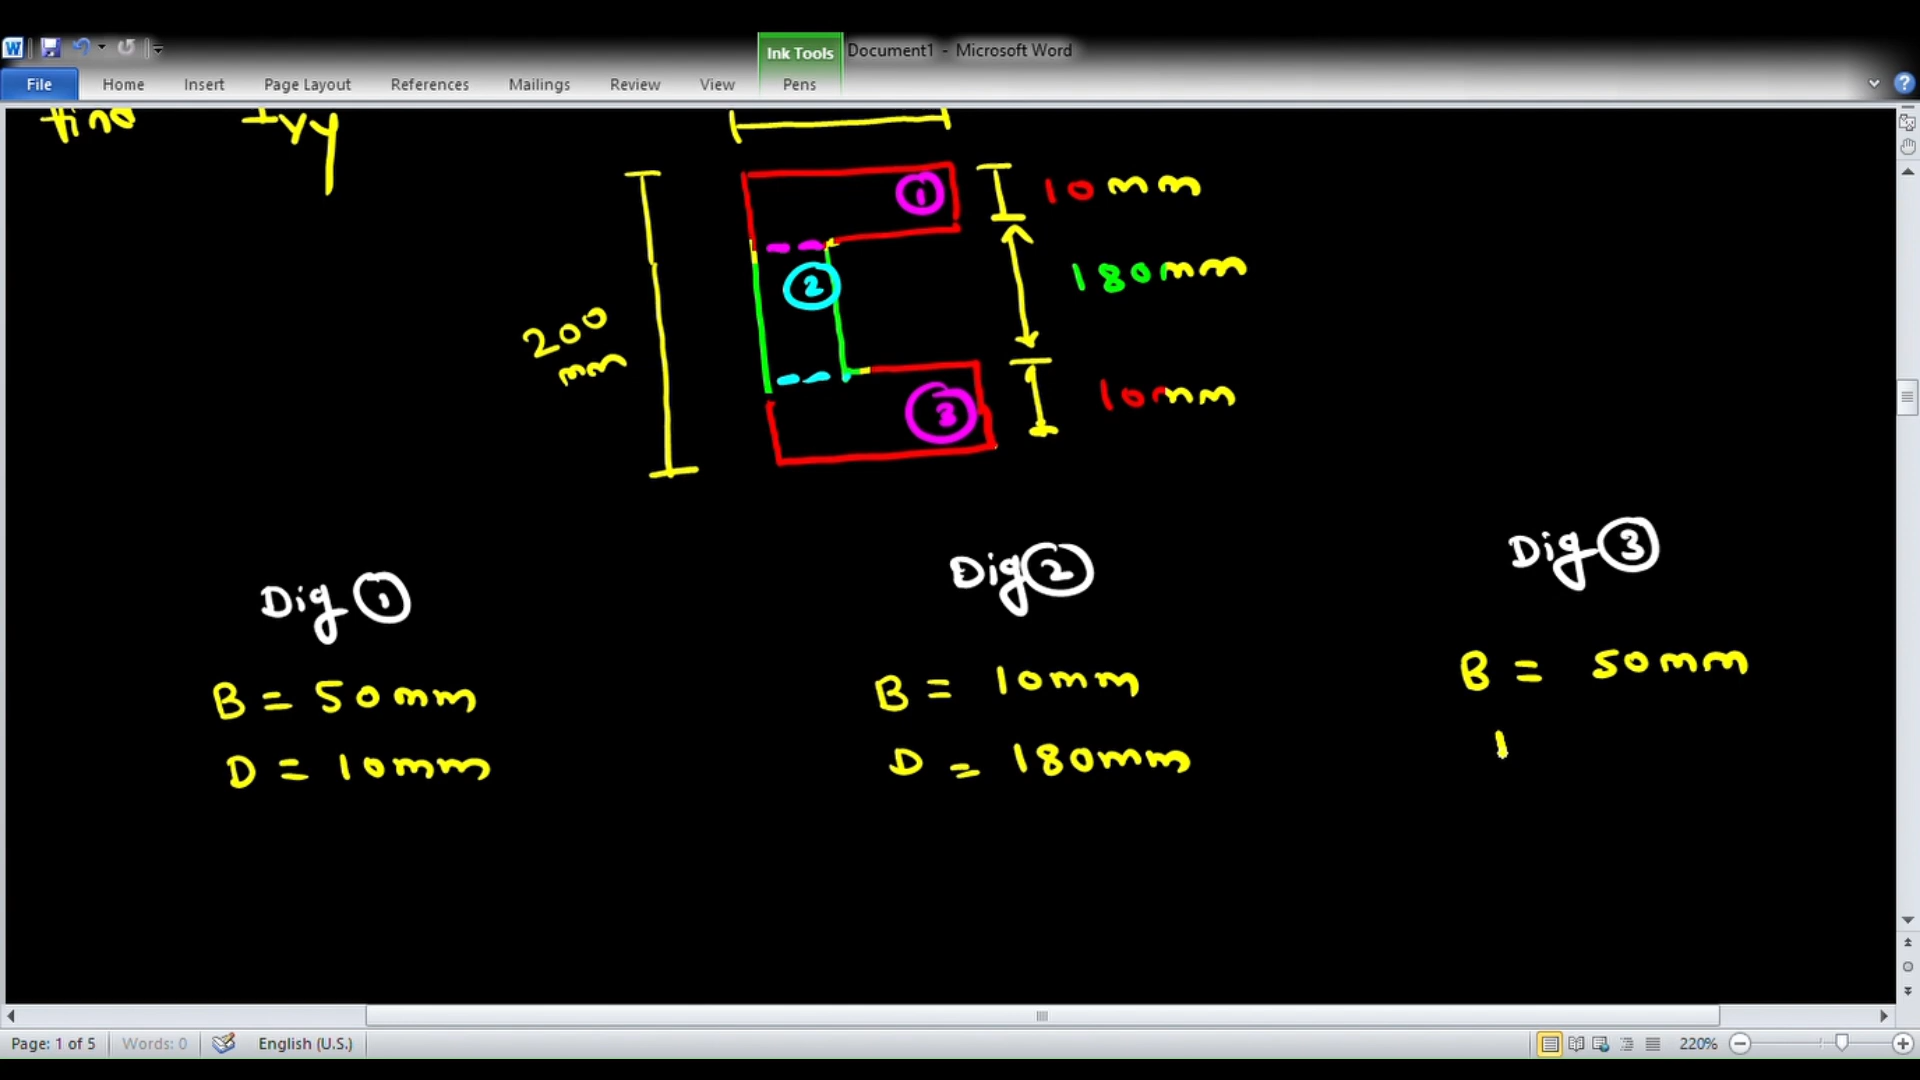 Ink Tools
Document1 - Microsoft Word
File Home Insert Page Layout References Mailings Review View Pens
find Iyy
1
10mm
2
180mm
200
mm
3
10mm
Dig 1
B = 50mm
D = 10mm
Dig 2
B = 10mm
D = 180mm
Dig 3
B = 50mm
Page: 1 of 5 Words: 0 English (U.S.) 220%